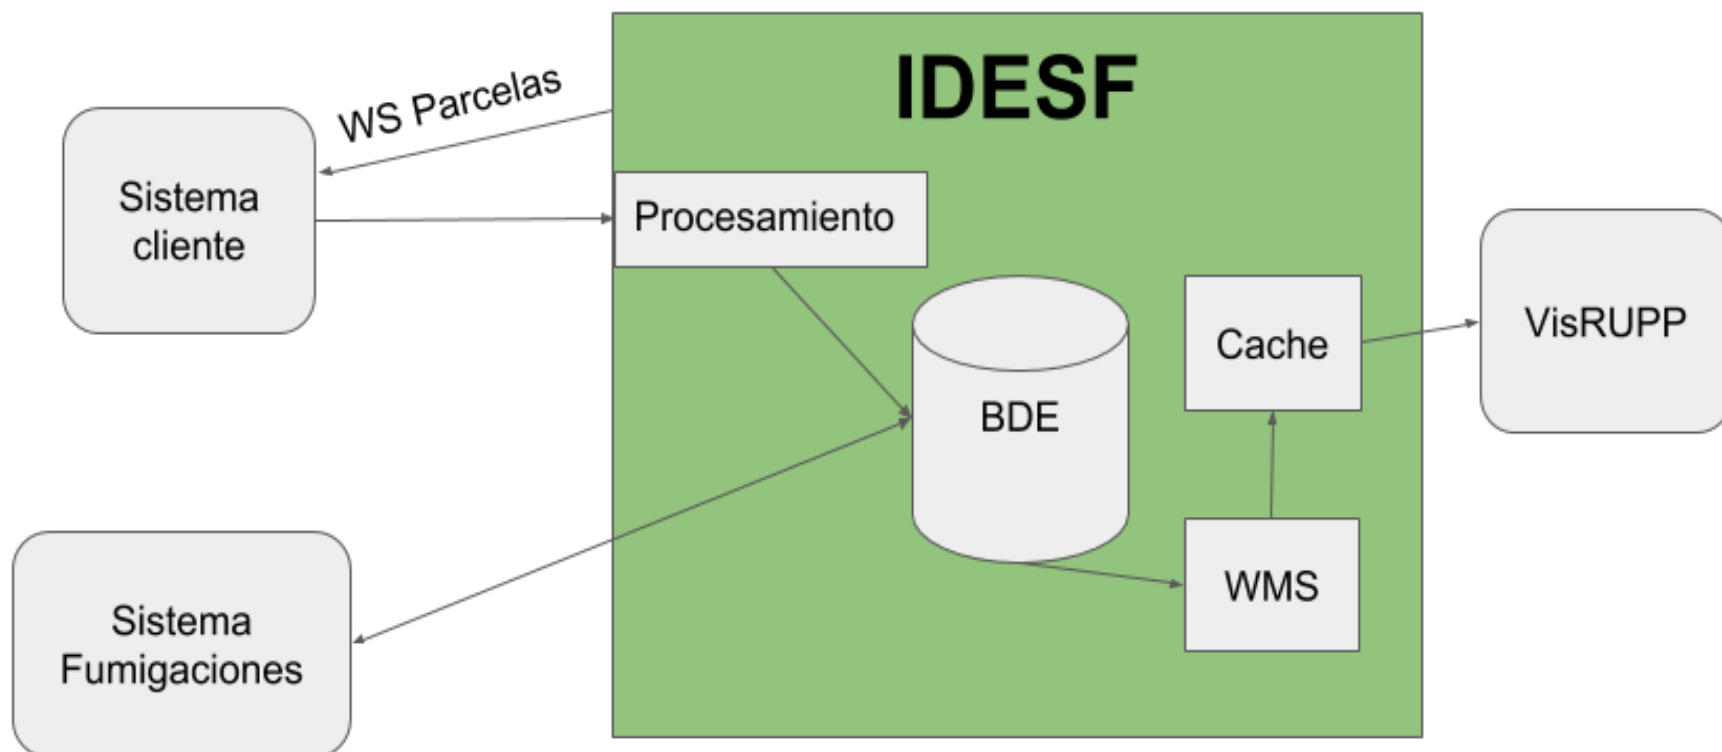 IDESF
WS Parcelas
Sistema
cliente
Procesamiento
BDE
Cache
VisRUPP
WMS
Sistema
Fumigaciones